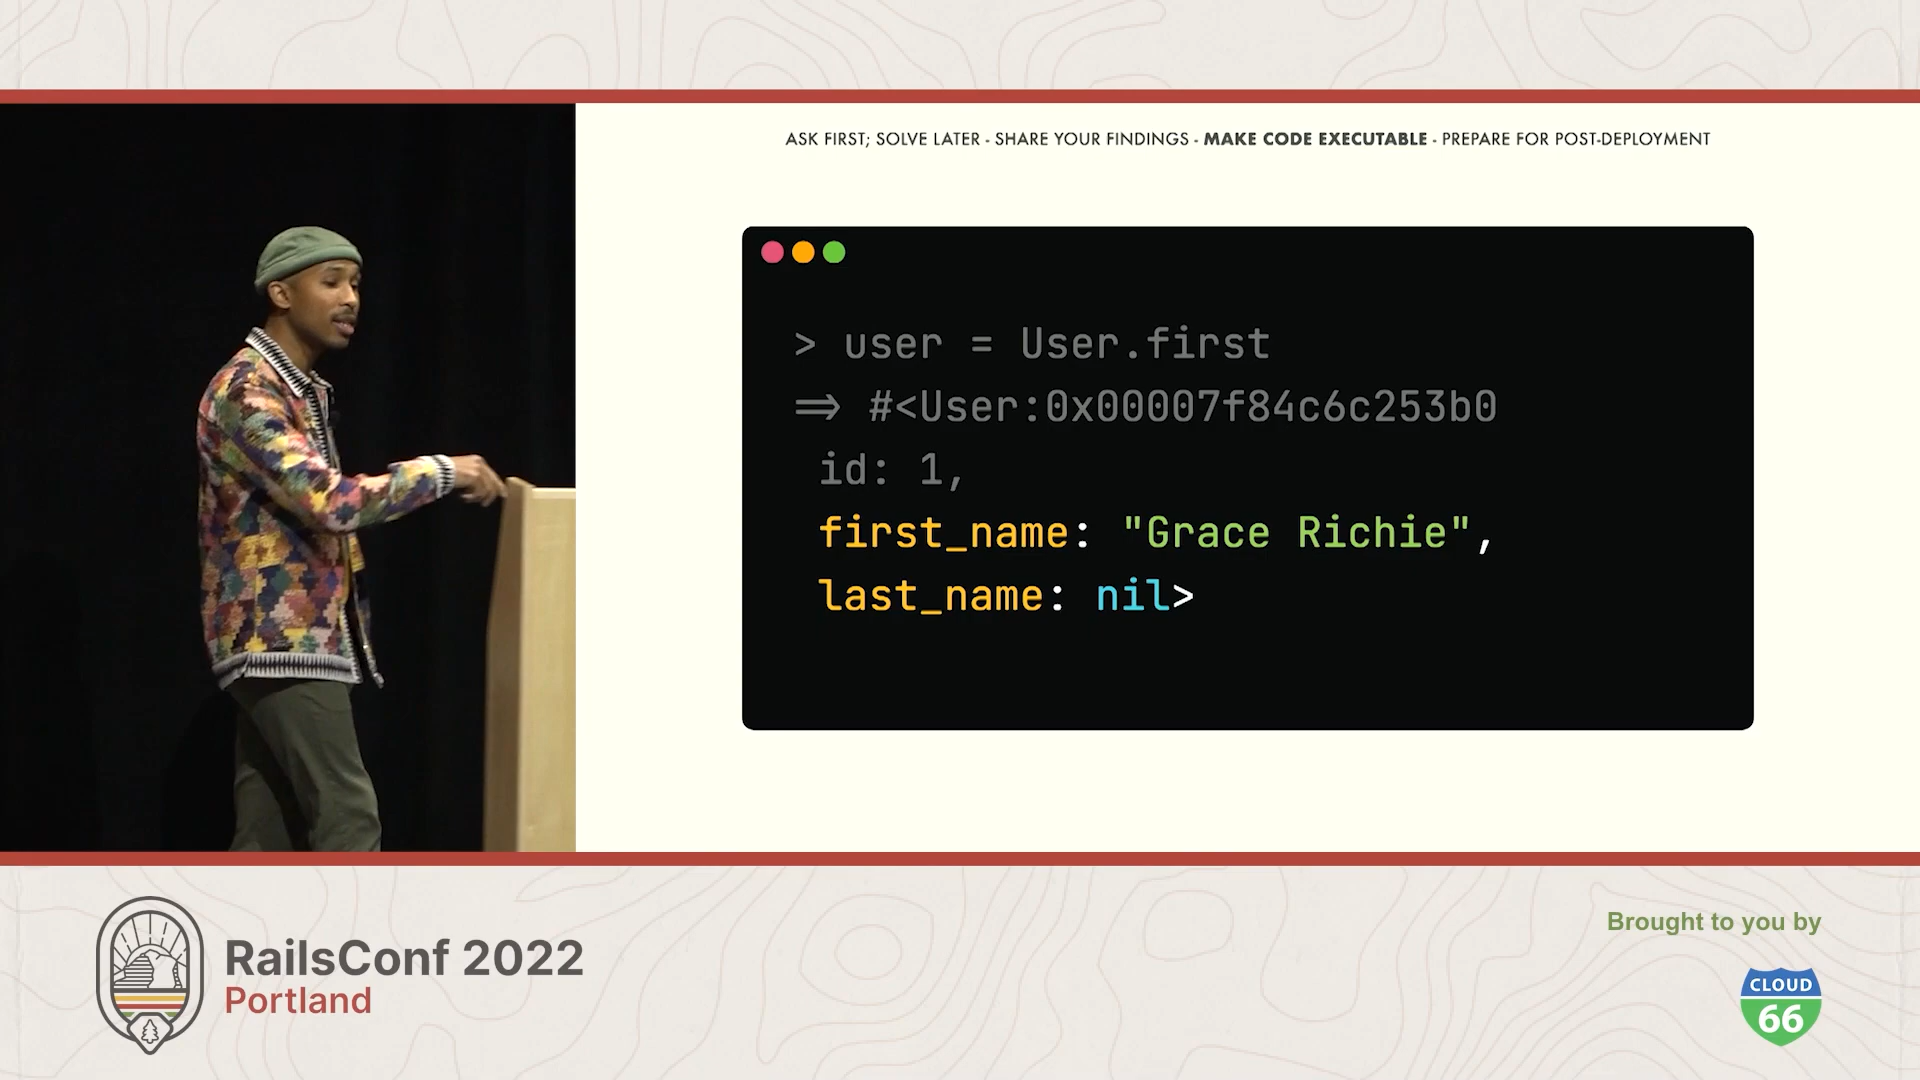 ASK FIRST; SOLVE LATER - SHARE YOUR FINDINGS - MAKE CODE EXECUTABLE - PREPARE FOR POST-DEPLOYMENT
> user = User.first
=> #<User:0x00007f84c6c253b0
id: 1,
first_name: "Grace Richie",
last_name: nil>
RailsConf 2022
Portland
Brought to you by
CLOUD
66